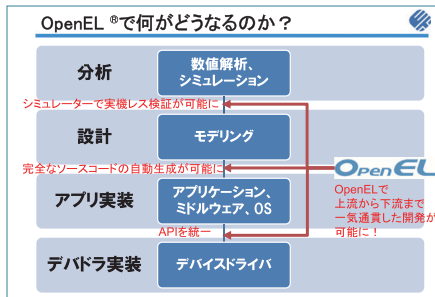 OpenEL®で何がどうなるのか?
分析
数値解析、
シミュレーション
シミュレーターで実機レス検証が可能に
設計
モデリング
完全なソースコードの自動生成が可能に
OpenEL
アプリ実装
アプリケーション、
ミドルウェア、OS
OpenELで
上流から下流まで
一気通貫した開発が
可能に！
APIを統一
デバドラ実装
デバイスドライバ